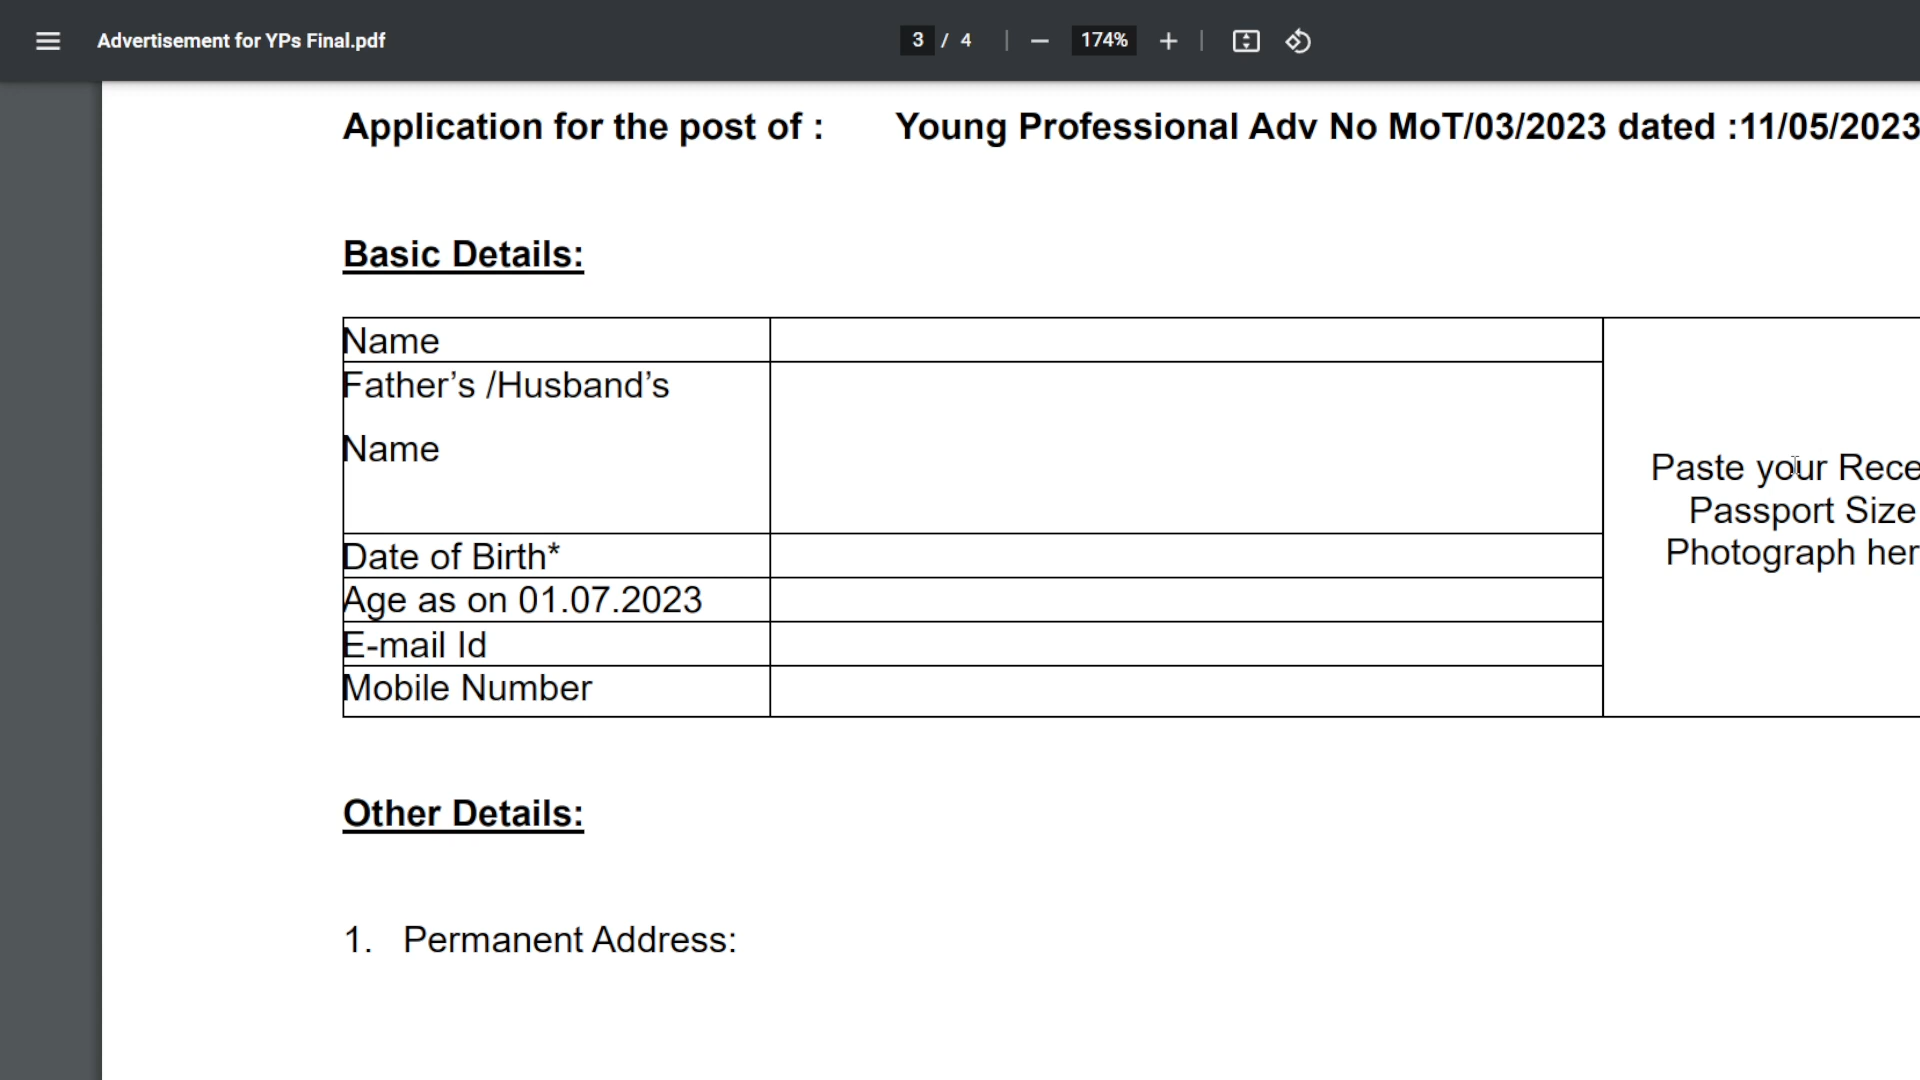 Advertisement for YPs Final.pdf
3 / 4
174%
Application for the post of : Young Professional Adv No MoT/03/2023 dated :11/05/2023
Basic Details:
Name
Father’s /Husband’s
Name
Paste your Rece
Passport Size
Photograph her
Date of Birth*
Age as on 01.07.2023
E-mail Id
Mobile Number
Other Details:
1. Permanent Address: